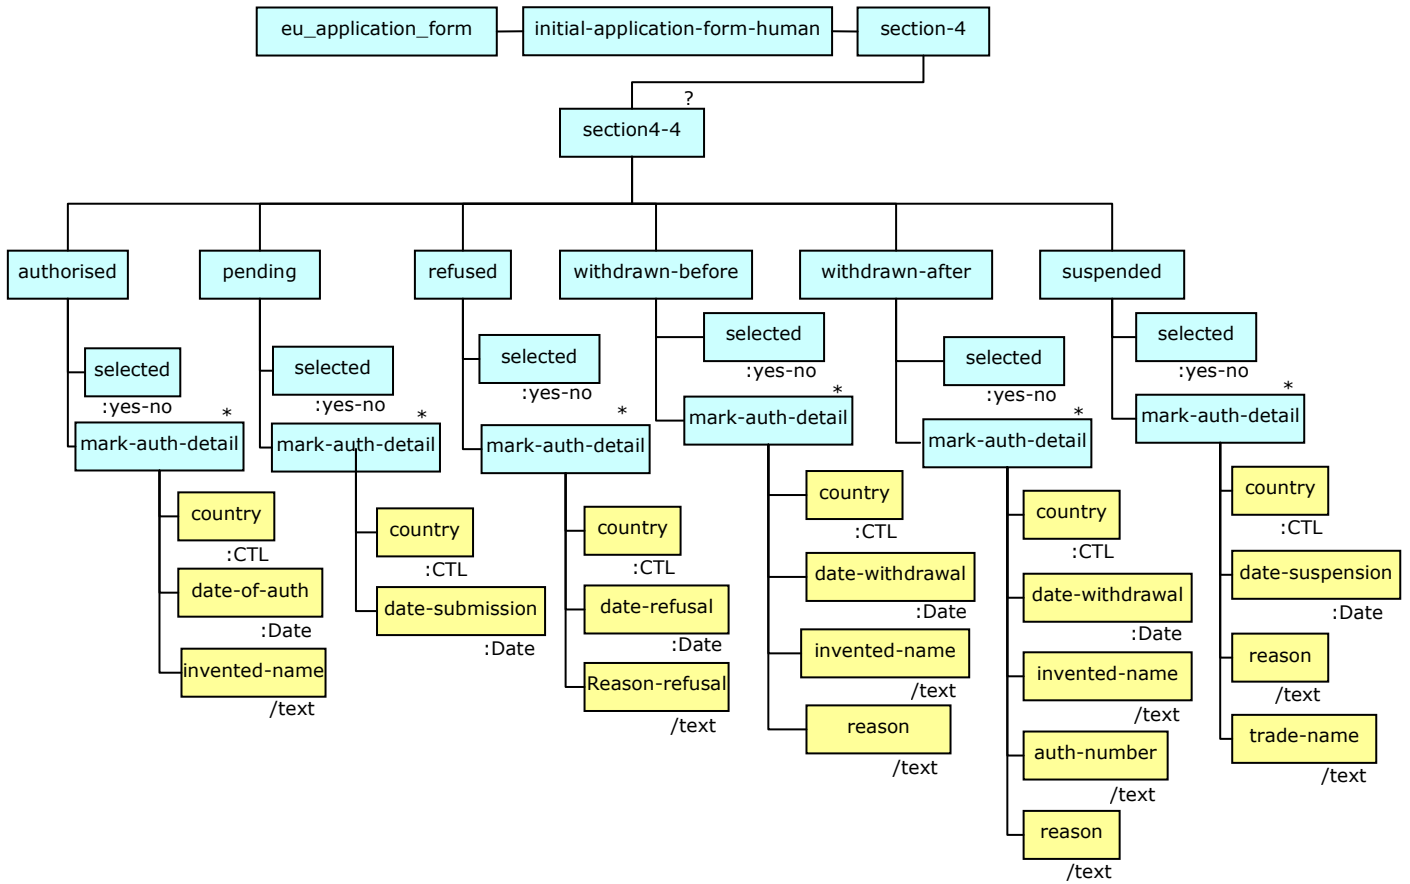 eu_application_form
initial-application-form-human
section-4
?
section4-4
authorised
pending
refused
withdrawn-before
withdrawn-after
suspended
selected
:yes-no
*
mark-auth-detail
country
:CTL
date-of-auth
:Date
invented-name
/text
selected
:yes-no
*
mark-auth-detail
country
:CTL
date-submission
:Date
selected
:yes-no
*
mark-auth-detail
country
:CTL
date-refusal
:Date
Reason-refusal
/text
selected
:yes-no
*
mark-auth-detail
country
:CTL
date-withdrawal
:Date
invented-name
/text
reason
/text
selected
:yes-no
*
mark-auth-detail
country
:CTL
date-withdrawal
:Date
invented-name
/text
auth-number
/text
reason
/text
selected
:yes-no
*
mark-auth-detail
country
:CTL
date-suspension
:Date
reason
/text
trade-name
/text